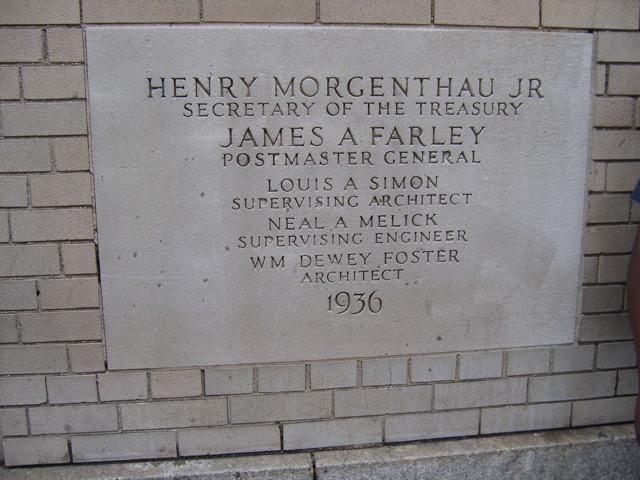 HENRY MORGENTHAU JR
SECRETARY OF THE TREASURY
JAMES A FARLEY
POSTMASTER GENERAL
LOUIS A SIMON
SUPERVISING ARCHITECT
NEAL A MELICK
SUPERVISING ENGINEER
WM DEWEY FOSTER
ARCHITECT
1936